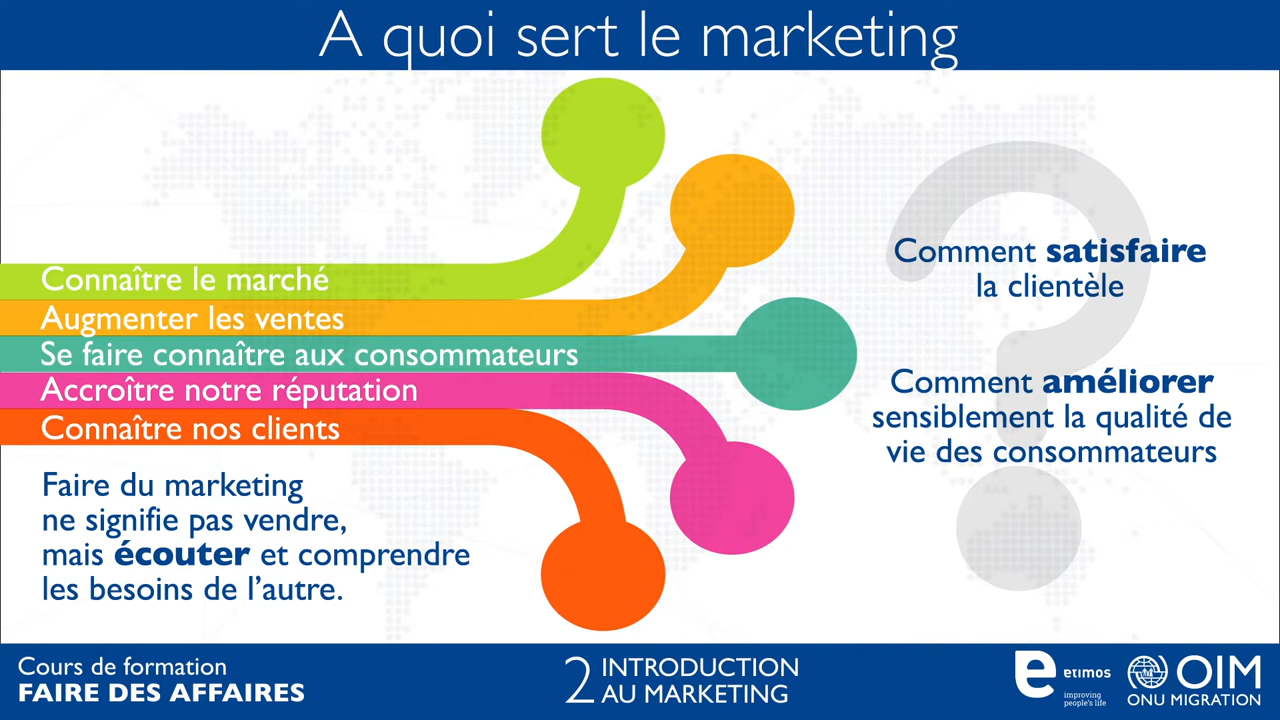 A quoi sert le marketing
Connaître le marché
Augmenter les ventes
Se faire connaître aux consommateurs
Accroître notre réputation
Connaître nos clients
Faire du marketing
ne signifie pas vendre,
mais écouter et comprendre
les besoins de l'autre.
Comment satisfaire
la clientèle
Comment améliorer
sensiblement la qualité de
vie des consommateurs
?
Cours de formation
FAIRE DES AFFAIRES
2 INTRODUCTION
AU MARKETING
e etimos
improving
people's life
OIM
ONU MIGRATION